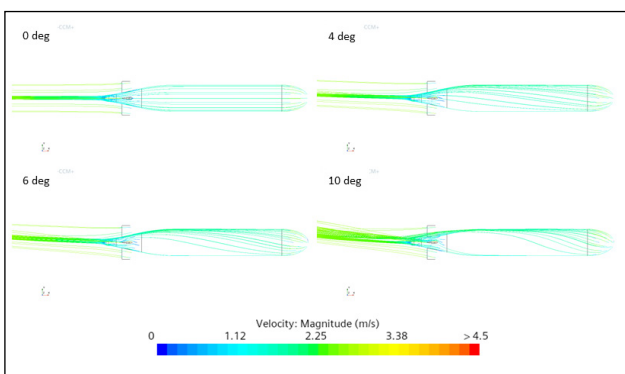 0 deg
4 deg
6 deg
10 deg
Velocity: Magnitude (m/s)
0 1.12 2.25 3.38 >4.5